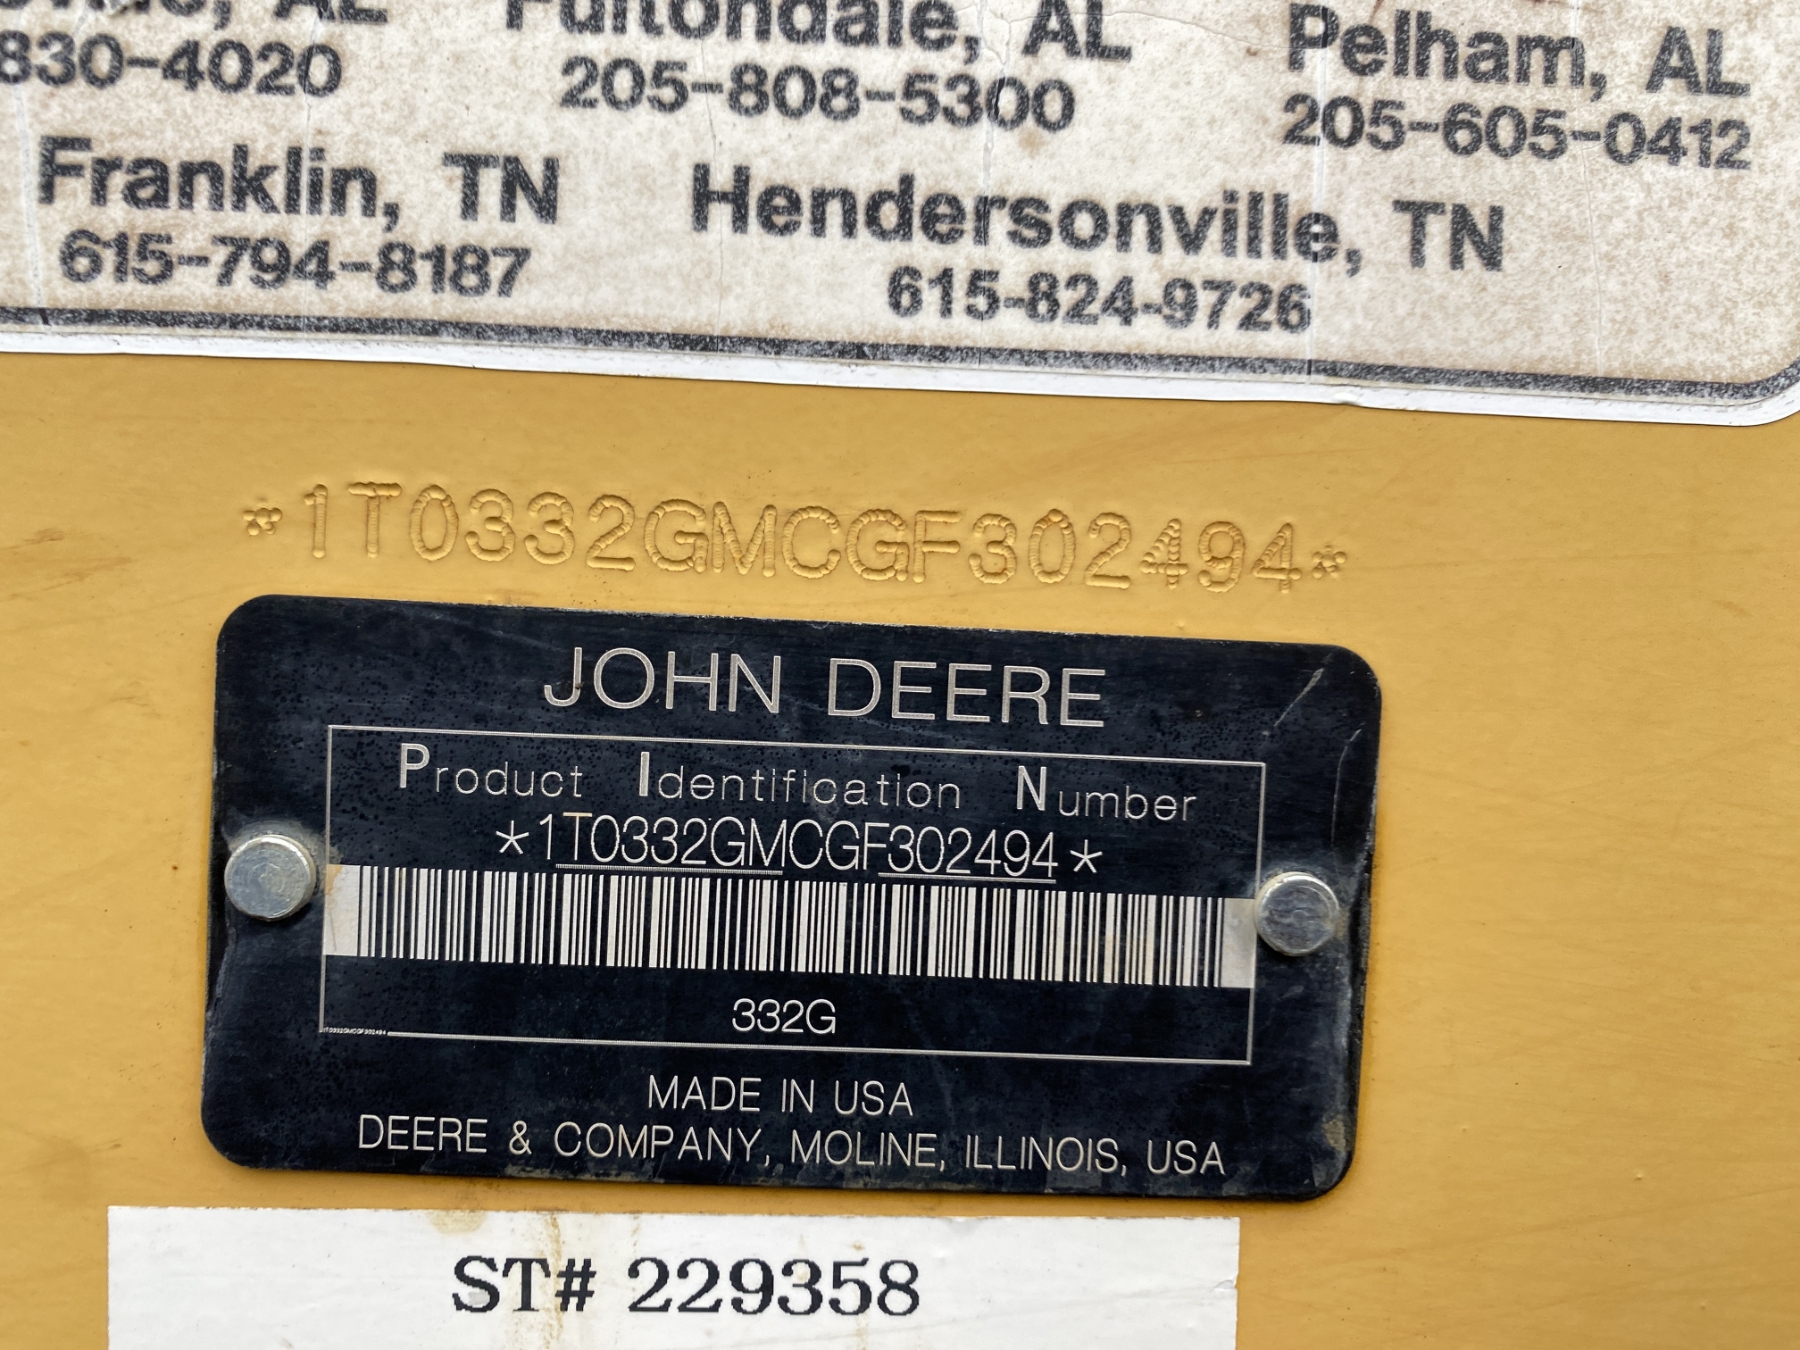 AL
Fultondale, AL
Pelham, AL
830-4020
205-808-5300
205-605-0412
Franklin, TN
Hendersonville, TN
615-794-8187
615-824-9726
*1T0332GMCGF302494*
JOHN DEERE
Product Identification Number
*1T0332GMCGF302494*
332G
1T0332GMCGF302494
MADE IN USA
DEERE & COMPANY, MOLINE, ILLINOIS, USA
ST# 229358